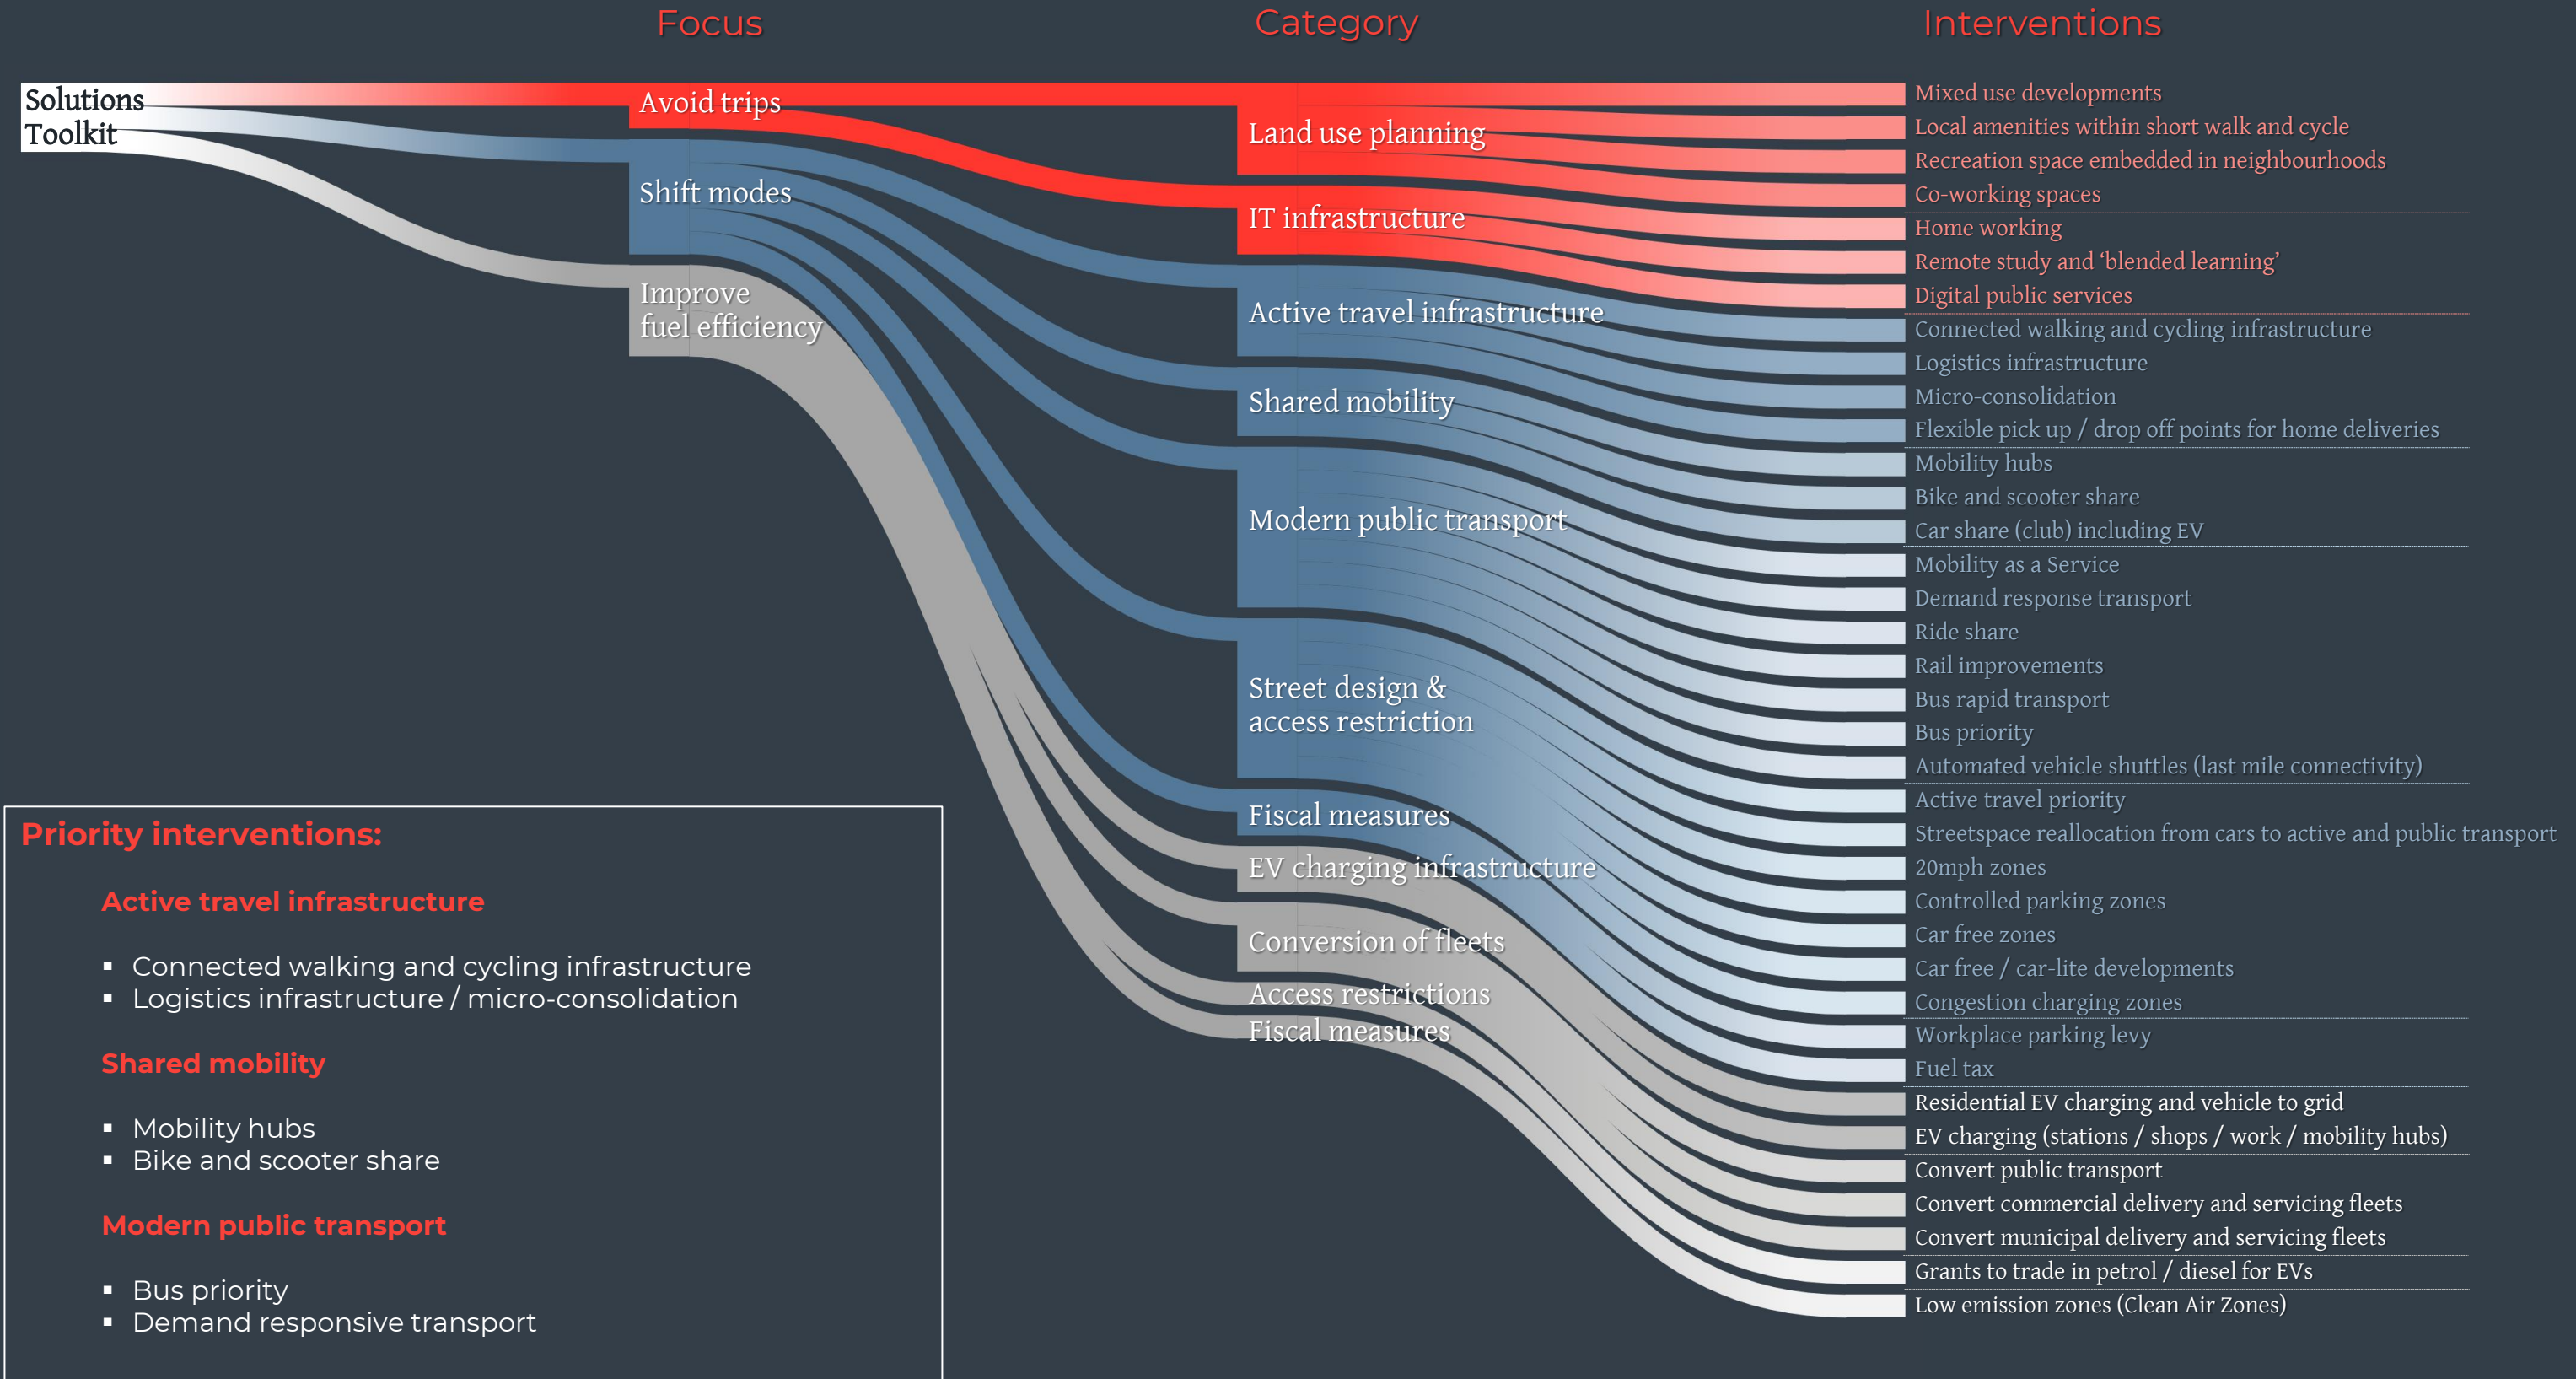 Focus
Category
Interventions
Solutions
Toolkit
Avoid trips
Shift modes
Improve
fuel efficiency
Land use planning
IT infrastructure
Active travel infrastructure
Shared mobility
Modern public transport
Street design &
access restriction
Fiscal measures
EV charging infrastructure
Conversion of fleets
Access restrictions
Fiscal measures
Mixed use developments
Local amenities within short walk and cycle
Recreation space embedded in neighbourhoods
Co-working spaces
Home working
Remote study and ‘blended learning’
Digital public services
Connected walking and cycling infrastructure
Logistics infrastructure
Micro-consolidation
Flexible pick up / drop off points for home deliveries
Mobility hubs
Bike and scooter share
Car share (club) including EV
Mobility as a Service
Demand response transport
Ride share
Rail improvements
Bus rapid transport
Bus priority
Automated vehicle shuttles (last mile connectivity)
Active travel priority
Streetspace reallocation from cars to active and public transport
20mph zones
Controlled parking zones
Car free zones
Car free / car-lite developments
Congestion charging zones
Workplace parking levy
Fuel tax
Residential EV charging and vehicle to grid
EV charging (stations / shops / work / mobility hubs)
Convert public transport
Convert commercial delivery and servicing fleets
Convert municipal delivery and servicing fleets
Grants to trade in petrol / diesel for EVs
Low emission zones (Clean Air Zones)
Priority interventions:
Active travel infrastructure
▪ Connected walking and cycling infrastructure
▪ Logistics infrastructure / micro-consolidation
Shared mobility
▪ Mobility hubs
▪ Bike and scooter share
Modern public transport
▪ Bus priority
▪ Demand responsive transport